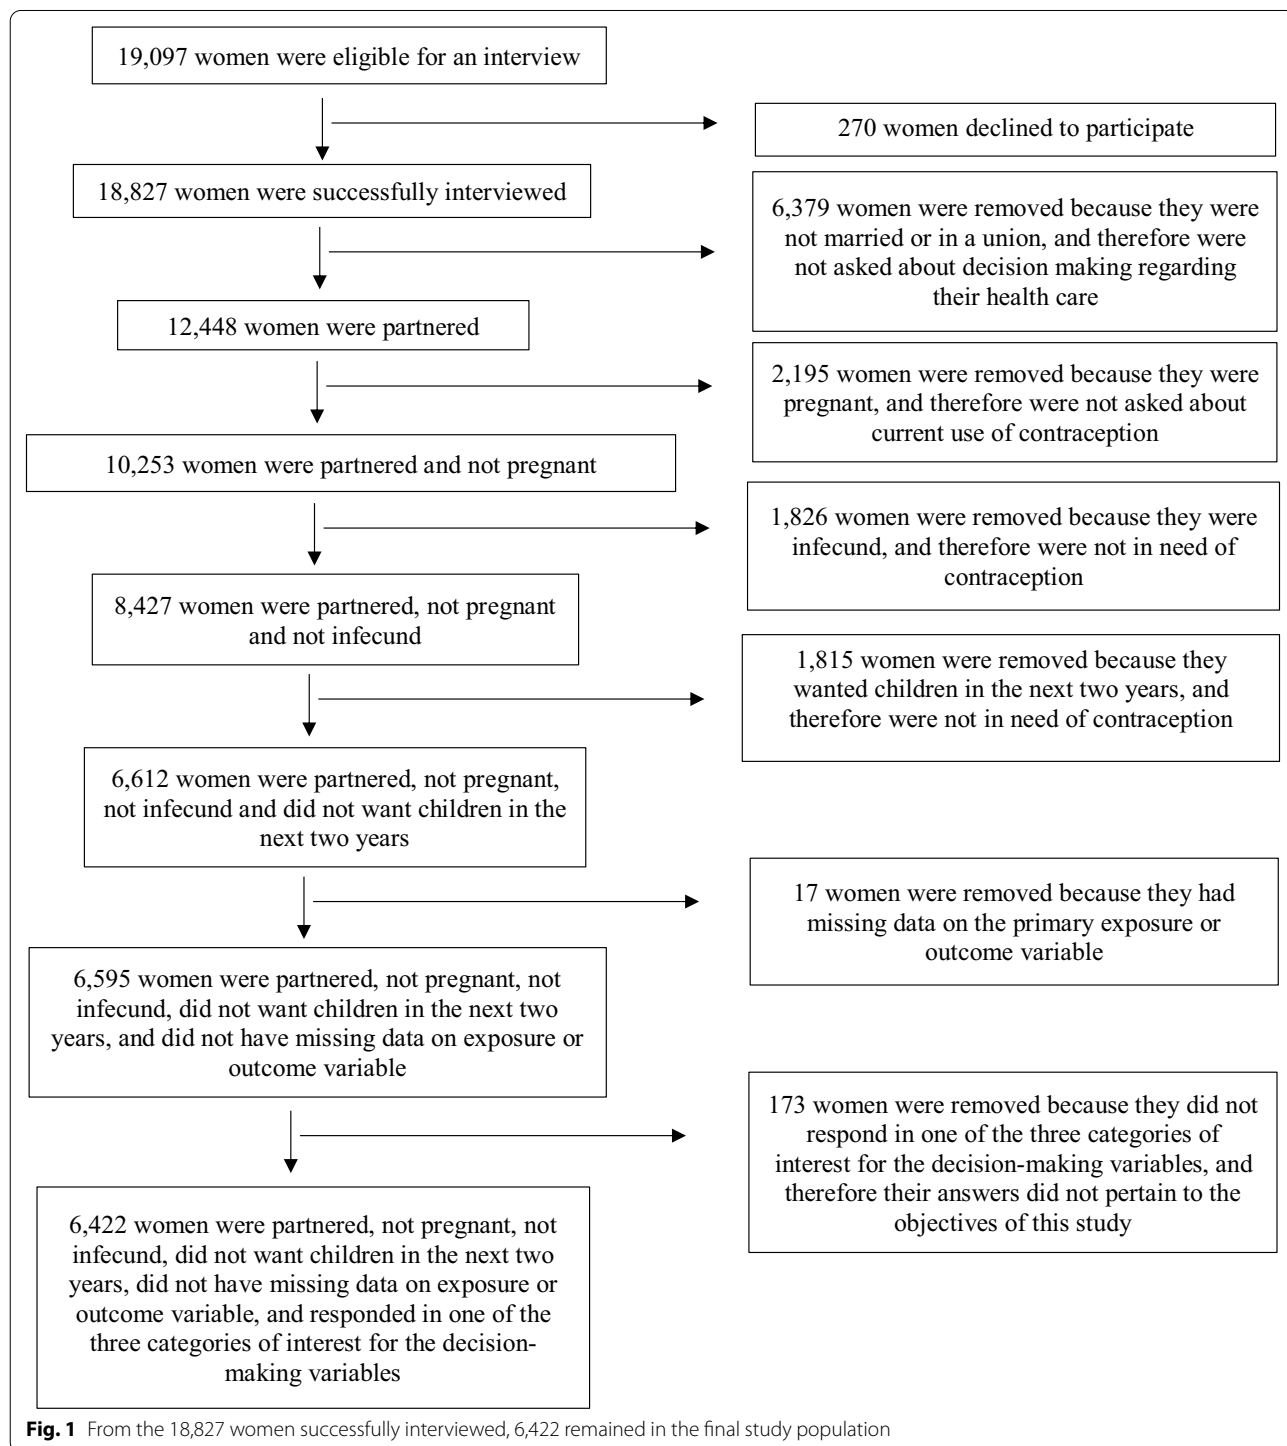 19,097 women were eligible for an interview
270 women declined to participate
18,827 women were successfully interviewed
6,379 women were removed because they were
not married or in a union, and therefore were
not asked about decision making regarding
their health care
12,448 women were partnered
2,195 women were removed because they were
pregnant, and therefore were not asked about
current use of contraception
10,253 women were partnered and not pregnant
1,826 women were removed because they were
infecund, and therefore were not in need of
contraception
8,427 women were partnered, not pregnant
and not infecund
1,815 women were removed because they
wanted children in the next two years, and
therefore were not in need of contraception
6,612 women were partnered, not pregnant,
not infecund and did not want children in the
next two years
17 women were removed because they had
missing data on the primary exposure or
outcome variable
6,595 women were partnered, not pregnant, not
infecund, did not want children in the next two
years, and did not have missing data on exposure or
outcome variable
173 women were removed because they did not
respond in one of the three categories of
interest for the decision-making variables, and
therefore their answers did not pertain to the
objectives of this study
6,422 women were partnered, not pregnant, not
infecund, did not want children in the next two
years, did not have missing data on exposure or
outcome variable, and responded in one of the
three categories of interest for the decision-
making variables
Fig. 1 From the 18,827 women successfully interviewed, 6,422 remained in the final study population